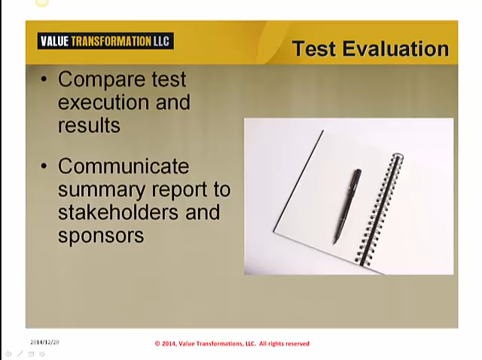 VALUE TRANSFORMATION LLC
Test Evaluation
• Compare test
execution and
results
• Communicate
summary report to
stakeholders and
sponsors
2014/12/20
© 2014, Value Transformations, LLC. All rights reserved